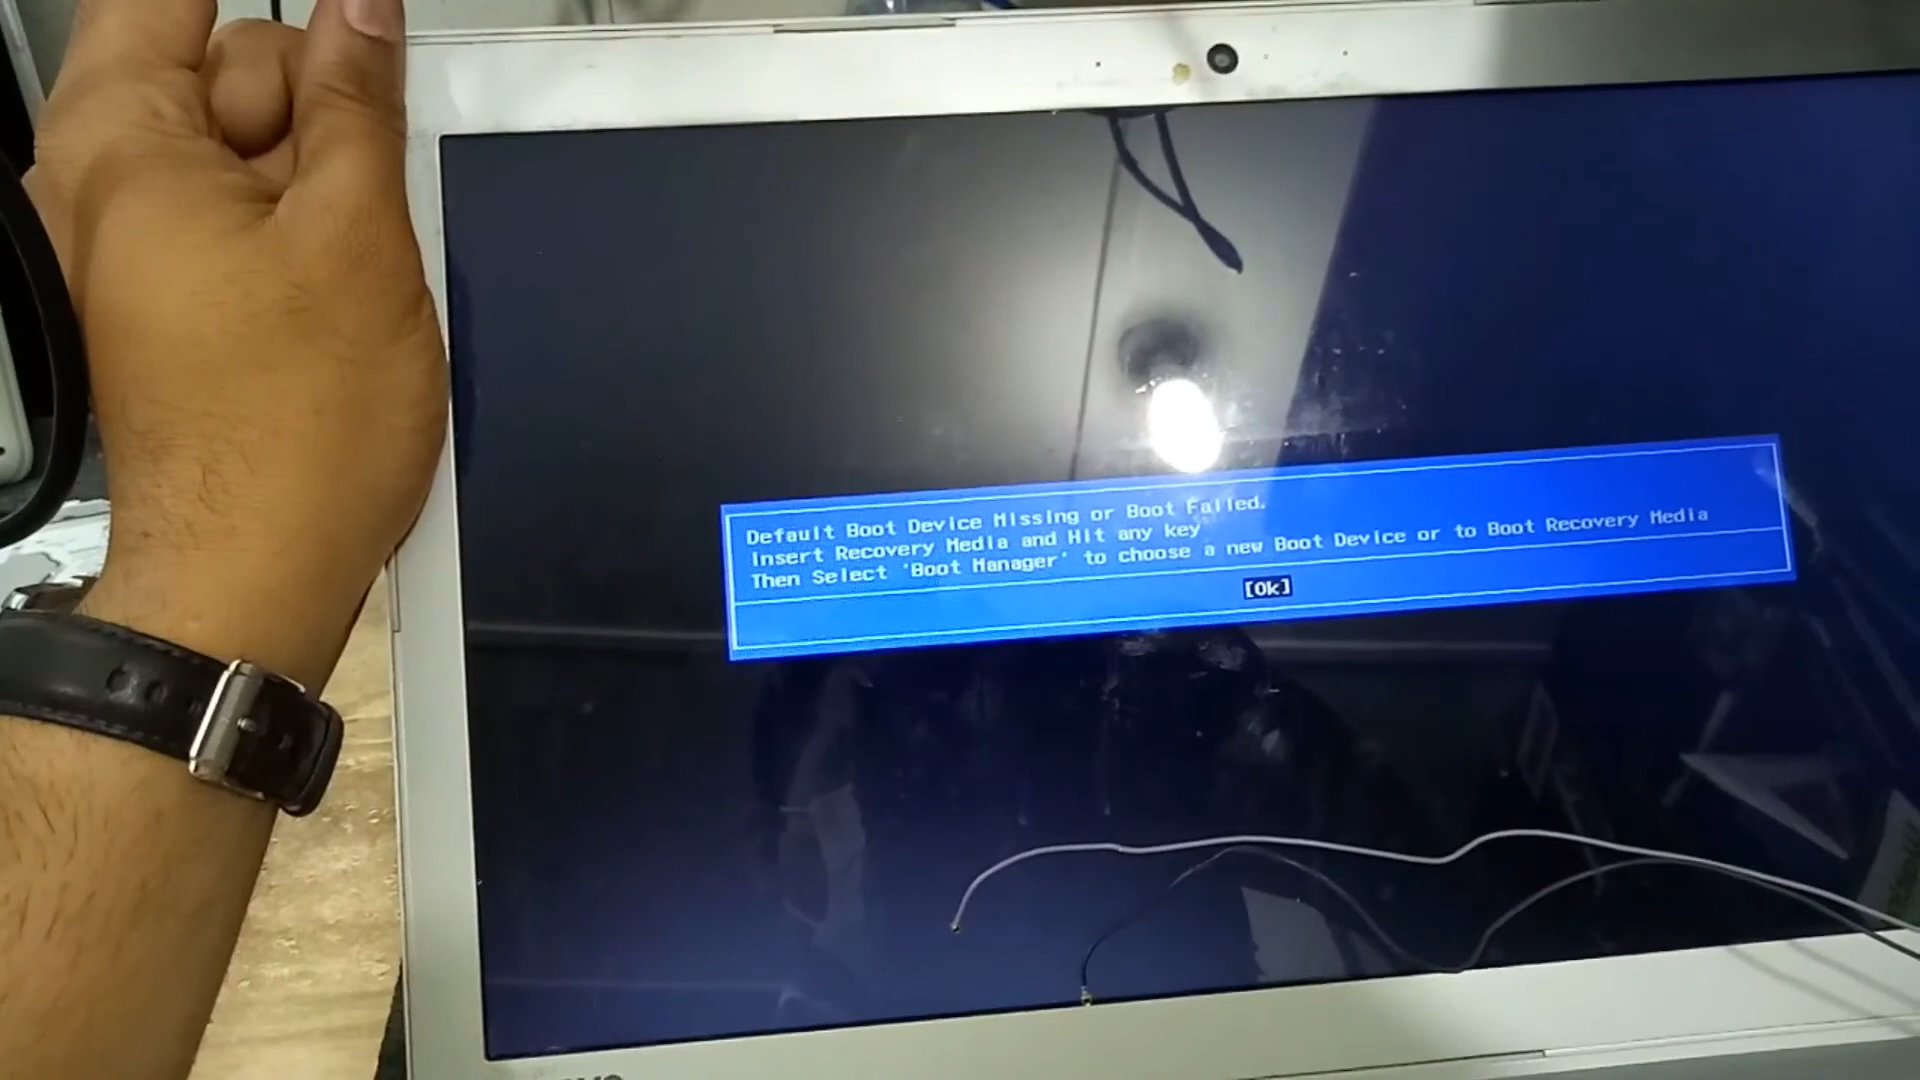 Default Boot Device Missing or Boot Failed.
Insert Recovery Media and Hit any key
Then Select 'Boot Manager' to choose a new Boot Device or to Boot Recovery Media
[Ok]